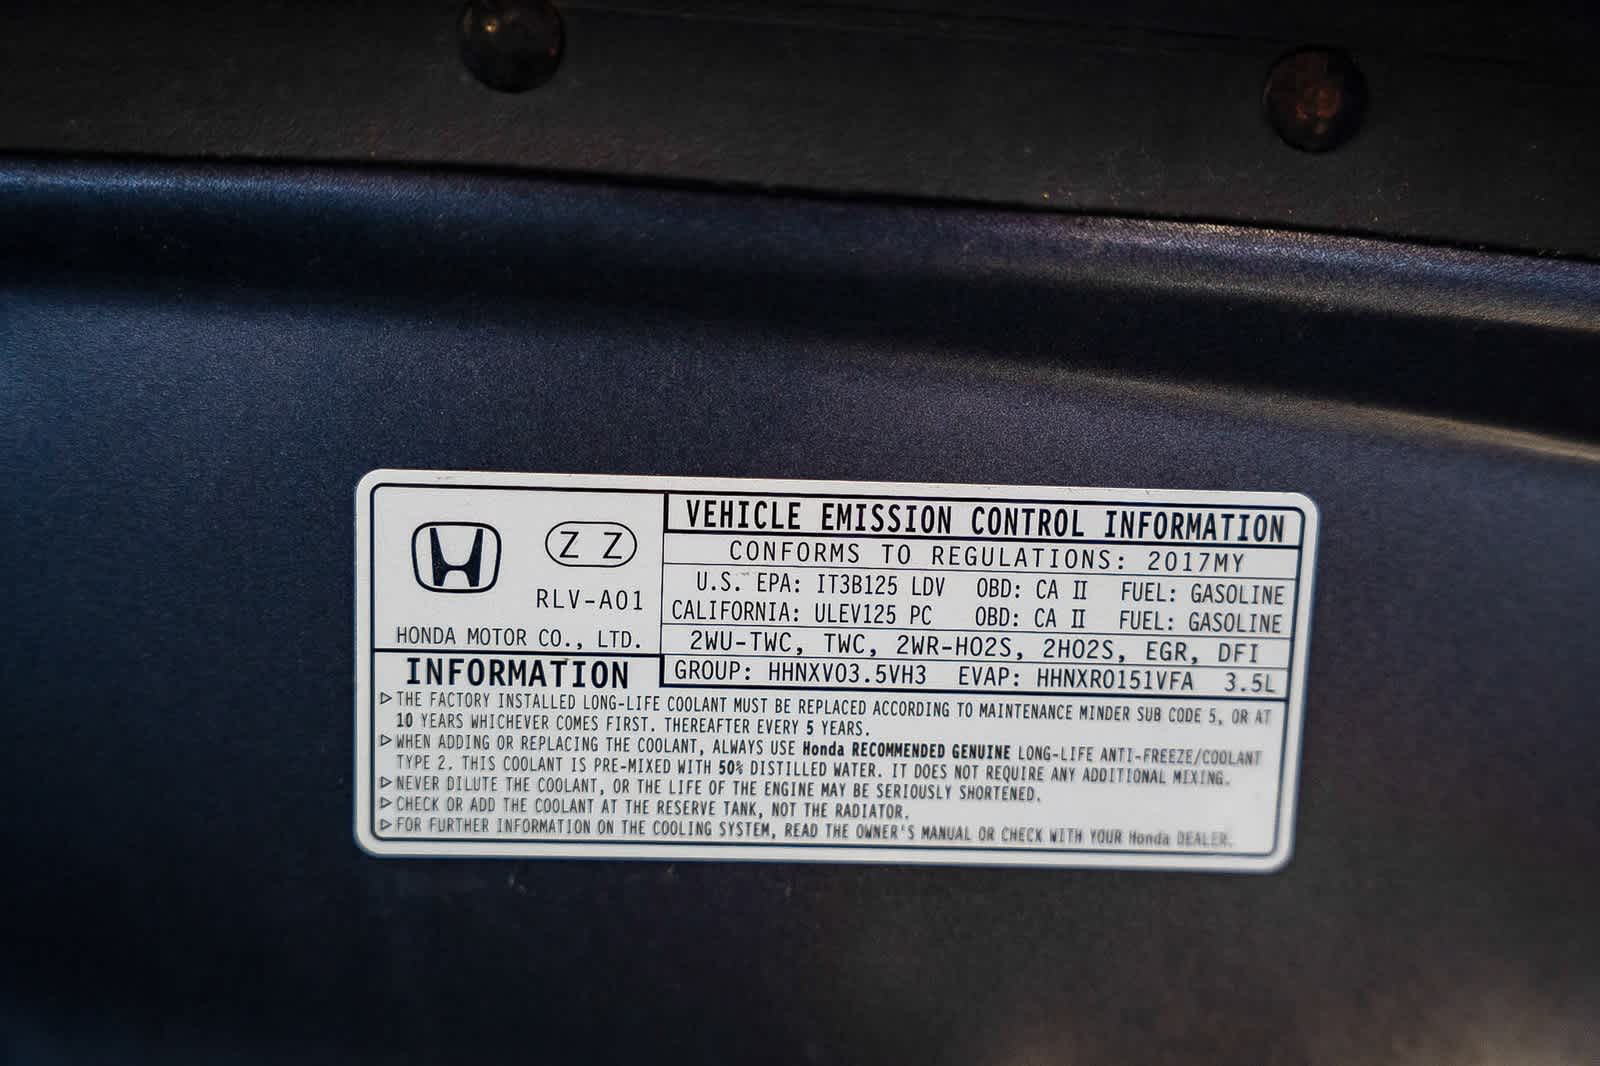 Z Z
RLV-A01
HONDA MOTOR CO., LTD.
VEHICLE EMISSION CONTROL INFORMATION
CONFORMS TO REGULATIONS: 2017MY
U.S. EPA: IT3B125 LDV OBD: CA II FUEL: GASOLINE
CALIFORNIA: ULEV125 PC OBD: CA II FUEL: GASOLINE
2WU-TWC, TWC, 2WR-HO2S, 2HO2S, EGR, DFI
GROUP: HHNXV03.5VH3 EVAP: HHNXR0151VFA 3.5L
INFORMATION
▷THE FACTORY INSTALLED LONG-LIFE COOLANT MUST BE REPLACED ACCORDING TO MAINTENANCE MINDER SUB CODE 5, OR AT
10 YEARS WHICHEVER COMES FIRST. THEREAFTER EVERY 5 YEARS.
▷WHEN ADDING OR REPLACING THE COOLANT, ALWAYS USE Honda RECOMMENDED GENUINE LONG-LIFE ANTI-FREEZE/COOLANT
TYPE 2. THIS COOLANT IS PRE-MIXED WITH 50% DISTILLED WATER. IT DOES NOT REQUIRE ANY ADDITIONAL MIXING.
▷NEVER DILUTE THE COOLANT, OR THE LIFE OF THE ENGINE MAY BE SERIOUSLY SHORTENED.
▷CHECK OR ADD THE COOLANT AT THE RESERVE TANK, NOT THE RADIATOR.
▷FOR FURTHER INFORMATION ON THE COOLING SYSTEM, READ THE OWNER'S MANUAL OR CHECK WITH YOUR Honda DEALER.